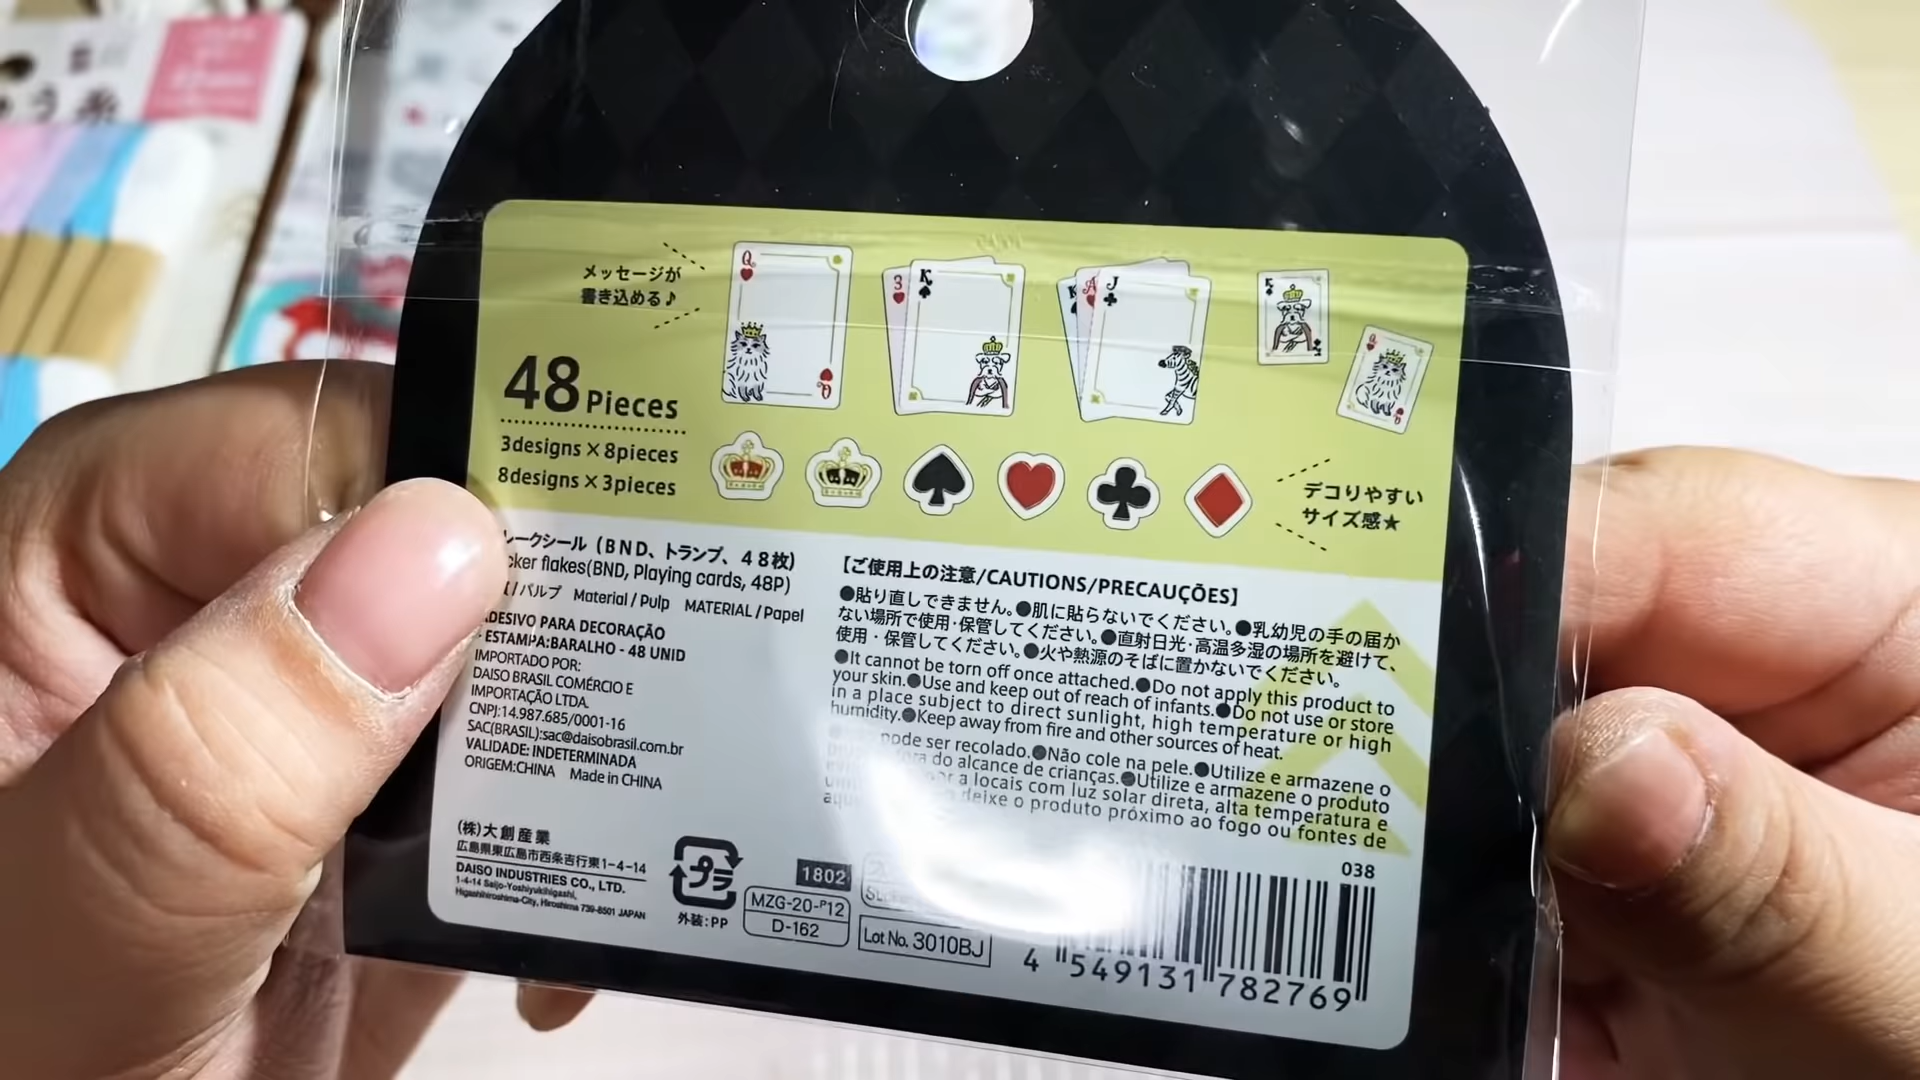 メッセージが
書き込める♪
48 Pieces
3designs×8pieces
8designs×3pieces
Q
Q
3
K
K
A
J
K
Q
デコりやすい
サイズ感★
レークシール（BND、トランプ、48枚）
cker flakes(BND, Playing cards, 48P)
/パルプ Material / Pulp MATERIAL / Papel
ADESIVO PARA DECORAÇÃO
- ESTAMPA:BARALHO - 48 UNID
IMPORTADO POR:
DAISO BRASIL COMÉRCIO E
IMPORTAÇÃO LTDA.
CNPJ:14.987.685/0001-16
SAC(BRASIL):sac@daisobrasil.com.br
VALIDADE: INDETERMINADA
ORIGEM:CHINA Made in CHINA
【ご使用上の注意/CAUTIONS/PRECAUÇÕES】
●貼り直しできません。●肌に貼らないでください。●乳幼児の手の届か
ない場所で使用・保管してください。●直射日光・高温多湿の場所を避けて、
使用・保管してください。●火や熱源のそばに置かないでください。
●It cannot be torn off once attached.●Do not apply this product to
your skin.●Use and keep out of reach of infants.●Do not use or store
in a place subject to direct sunlight, high temperature or high
humidity.●Keep away from fire and other sources of heat.
pode ser recolado.●Não cole na pele.●Utilize e armazene o
do alcance de crianças.●Utilize e armazene o produto
a locais com luz solar direta, alta temperatura e
deixe o produto próximo ao fogo ou fontes de
(株)大創産業
広島県東広島市西条吉行東1-4-14
DAISO INDUSTRIES CO., LTD.
1-4-14 Saijo-Yoshiyukihigashi,
Higashihiroshima-City, Hiroshima 739-8501 JAPAN
プラ
外装:PP
1802
MZG-20-P12
D-162
Lot No. 3010BJ
038
4 549131 782769